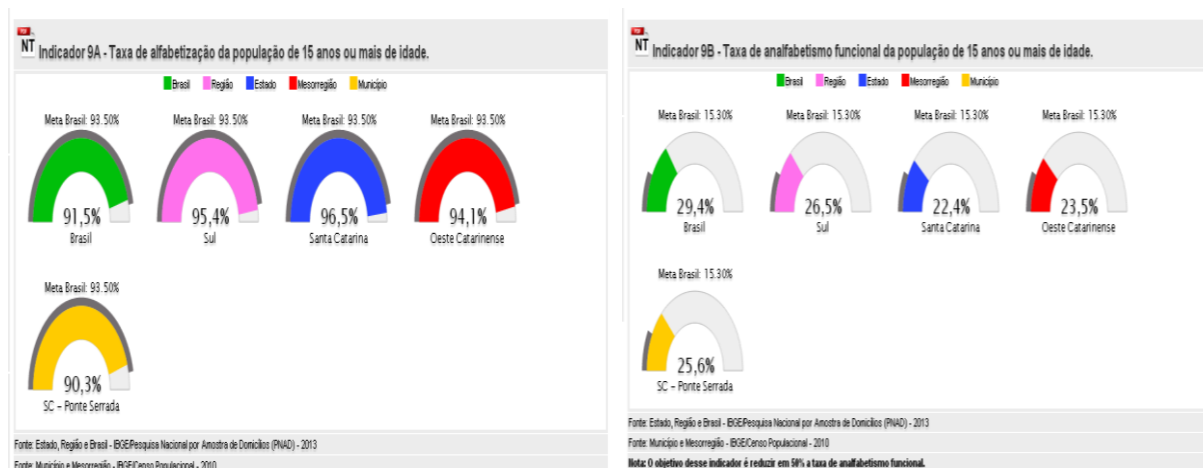 NT Indicador 9A - Taxa de alfabetização da população de 15 anos ou mais de idade.
Brasil Região Estado Mesorregião Município
Meta Brasil: 93.50% Meta Brasil: 93.50% Meta Brasil: 93.50% Meta Brasil: 93.50%
91,5% 95,4% 96,5% 94,1%
Brasil Sul Santa Catarina Oeste Catarinense
Meta Brasil: 93.50%
90,3%
SC – Ponte Serrada
Fonte: Estado, Região e Brasil - IBGE/Pesquisa Nacional por Amostra de Domicílios (PNAD) - 2013
Fonte: Município e Mesorregião - IBGE/Censo Populacional - 2010
NT Indicador 9B - Taxa de analfabetismo funcional da população de 15 anos ou mais de idade.
Brasil Região Estado Mesorregião Município
Meta Brasil: 15.30% Meta Brasil: 15.30% Meta Brasil: 15.30% Meta Brasil: 15.30%
29,4% 26,5% 22,4% 23,5%
Brasil Sul Santa Catarina Oeste Catarinense
Meta Brasil: 15.30%
25,6%
SC – Ponte Serrada
Fonte: Estado, Região e Brasil - IBGE/Pesquisa Nacional por Amostra de Domicílios (PNAD) - 2013
Fonte: Município e Mesorregião - IBGE/Censo Populacional - 2010
Nota: O objetivo desse indicador é reduzir em 50% a taxa de analfabetismo funcional.